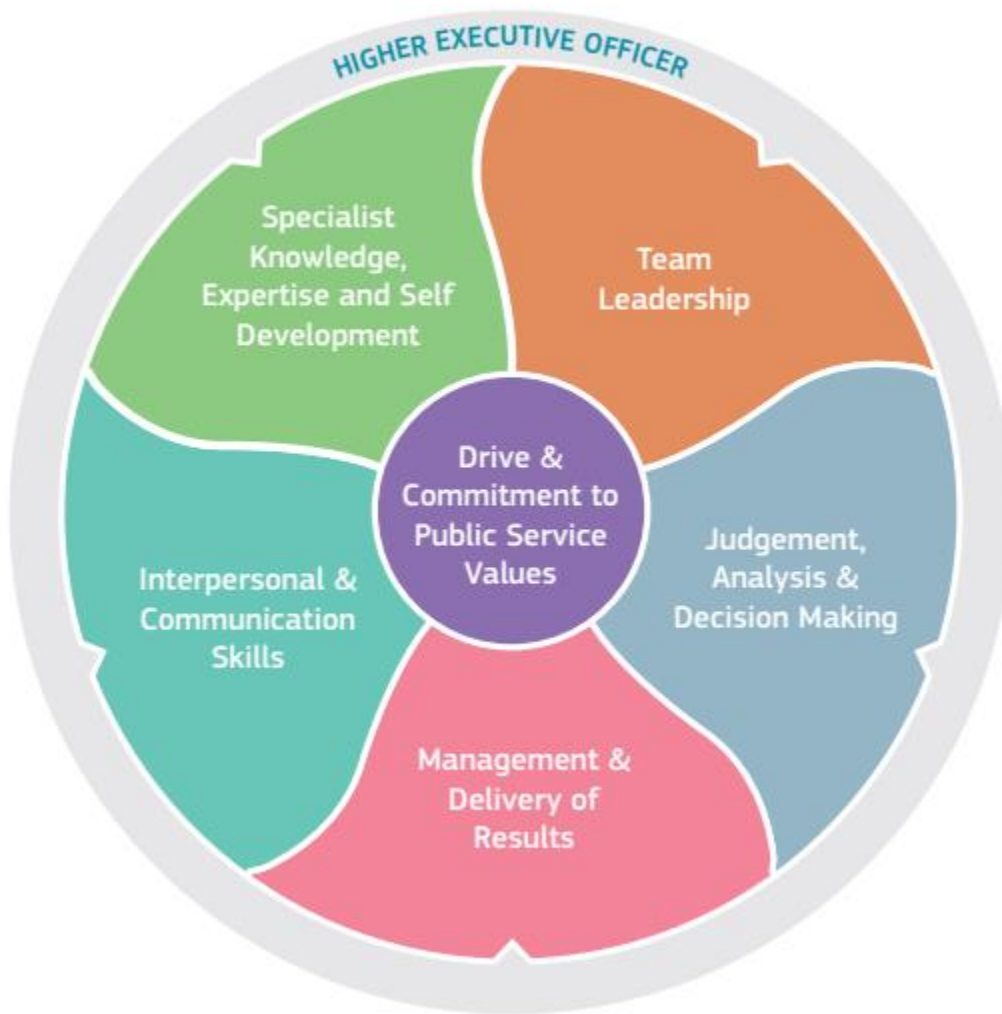 HIGHER EXECUTIVE OFFICER
Specialist
Knowledge,
Expertise and Self
Development
Team
Leadership
Drive &
Commitment to
Public Service
Values
Judgement,
Analysis &
Decision Making
Interpersonal &
Communication
Skills
Management &
Delivery of
Results